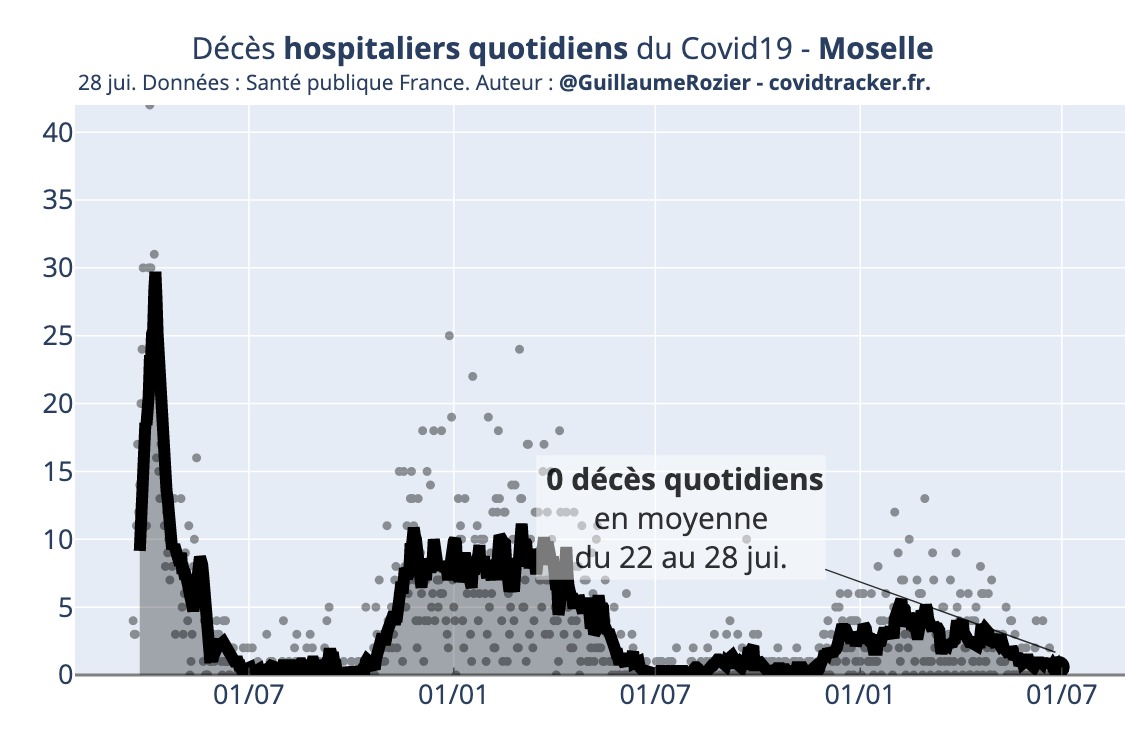 Décès hospitaliers quotidiens du Covid19 - Moselle
28 jui. Données : Santé publique France. Auteur : @GuillaumeRozier - covidtracker.fr.
40
35
30
25
20
15
10
5
0
0 décès quotidiens
en moyenne
du 22 au 28 jui.
01/07
01/01
01/07
01/01
01/07